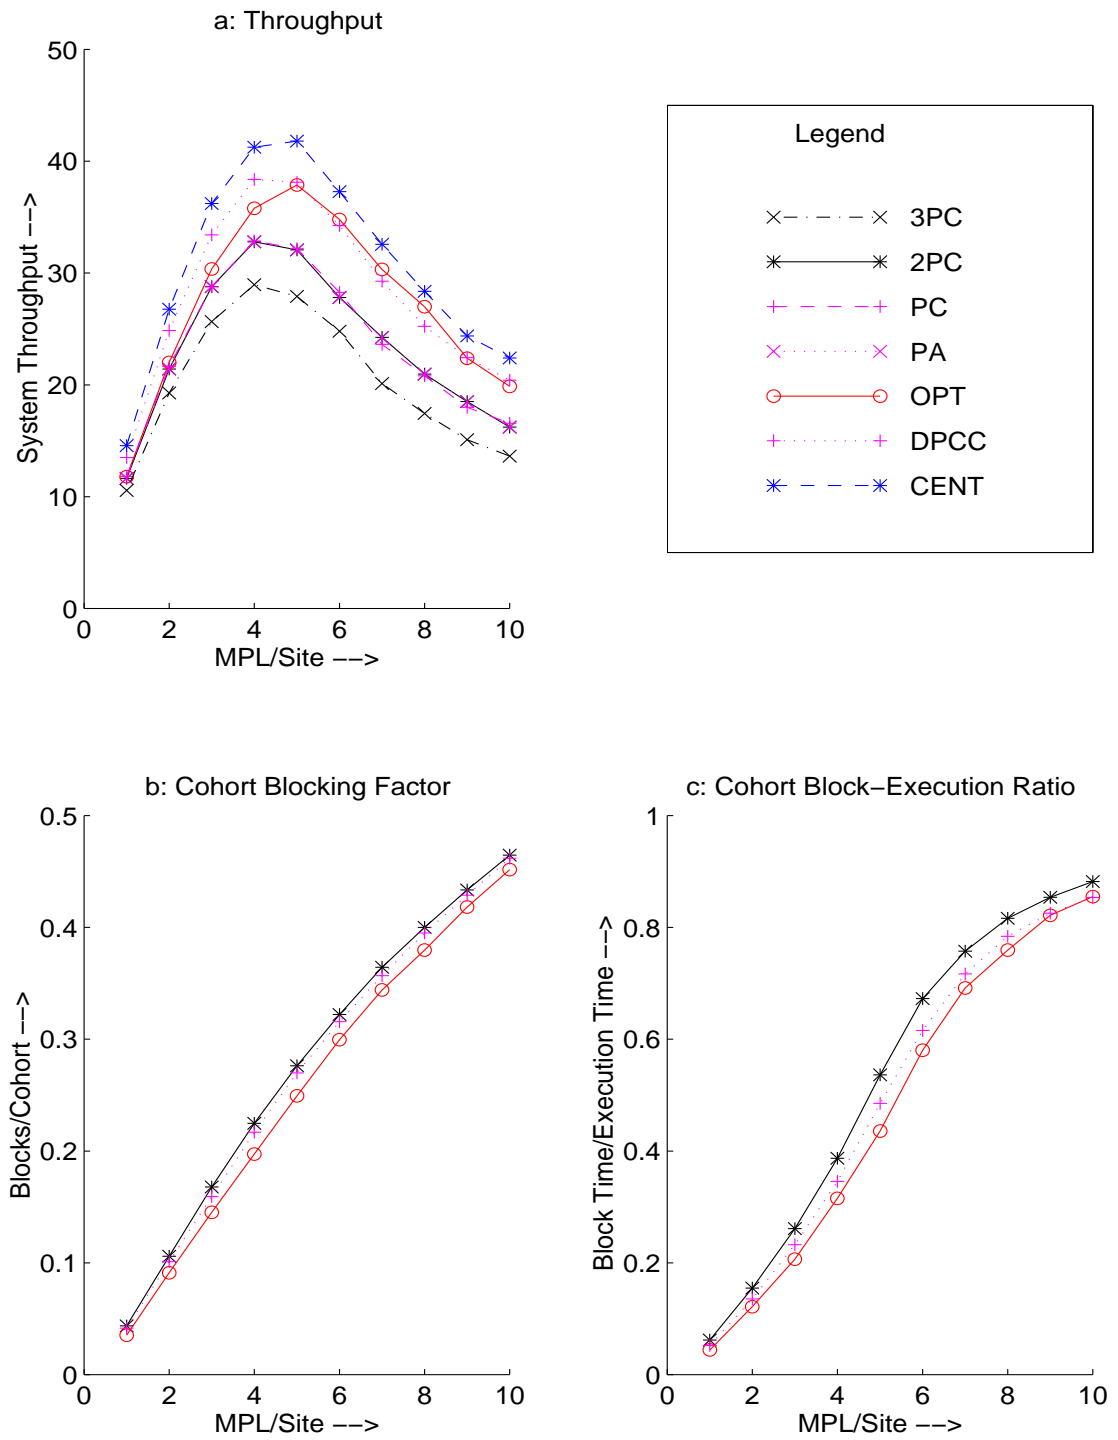 a: Throughput
50
40
30
20
10
0
0 2 4 6 8 10
System Throughput −−>
MPL/Site −−>
Legend
3PC
2PC
PC
PA
OPT
DPCC
CENT
b: Cohort Blocking Factor
0.5
0.4
0.3
0.2
0.1
0
0 2 4 6 8 10
Blocks/Cohort −−>
MPL/Site −−>
c: Cohort Block−Execution Ratio
1
0.8
0.6
0.4
0.2
0
0 2 4 6 8 10
Block Time/Execution Time −−>
MPL/Site −−>